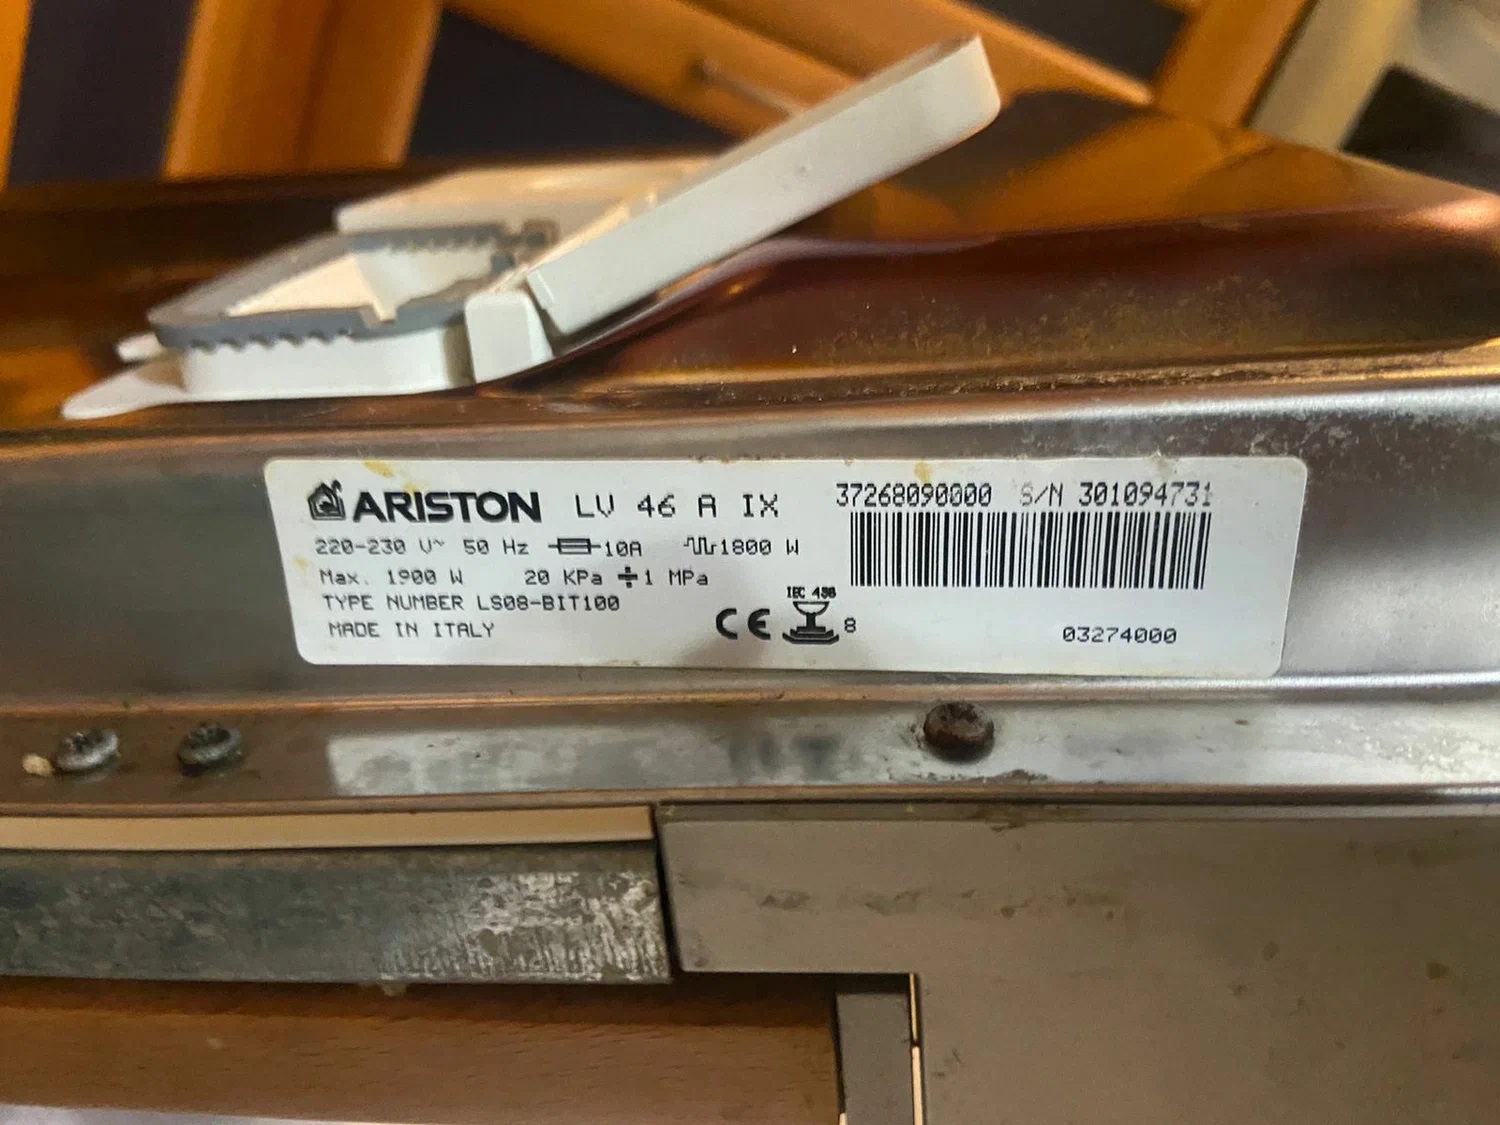 ARISTON LV 46 A IX 37268090000 S/N 301094731
220-230 V~ 50 Hz 10A 1800 W
Max. 1900 W 20 KPa ÷ 1 MPa
TYPE NUMBER LS08-BIT100
MADE IN ITALY
IEC 436
CE 8
03274000